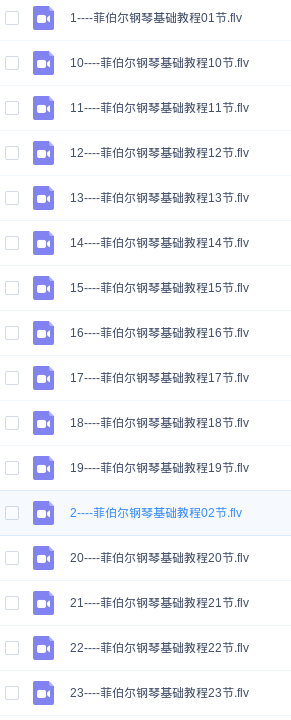 1----菲伯尔钢琴基础教程01节.flv
10----菲伯尔钢琴基础教程10节.flv
11----菲伯尔钢琴基础教程11节.flv
12----菲伯尔钢琴基础教程12节.flv
13----菲伯尔钢琴基础教程13节.flv
14----菲伯尔钢琴基础教程14节.flv
15----菲伯尔钢琴基础教程15节.flv
16----菲伯尔钢琴基础教程16节.flv
17----菲伯尔钢琴基础教程17节.flv
18----菲伯尔钢琴基础教程18节.flv
19----菲伯尔钢琴基础教程19节.flv
2----菲伯尔钢琴基础教程02节.flv
20----菲伯尔钢琴基础教程20节.flv
21----菲伯尔钢琴基础教程21节.flv
22----菲伯尔钢琴基础教程22节.flv
23----菲伯尔钢琴基础教程23节.flv